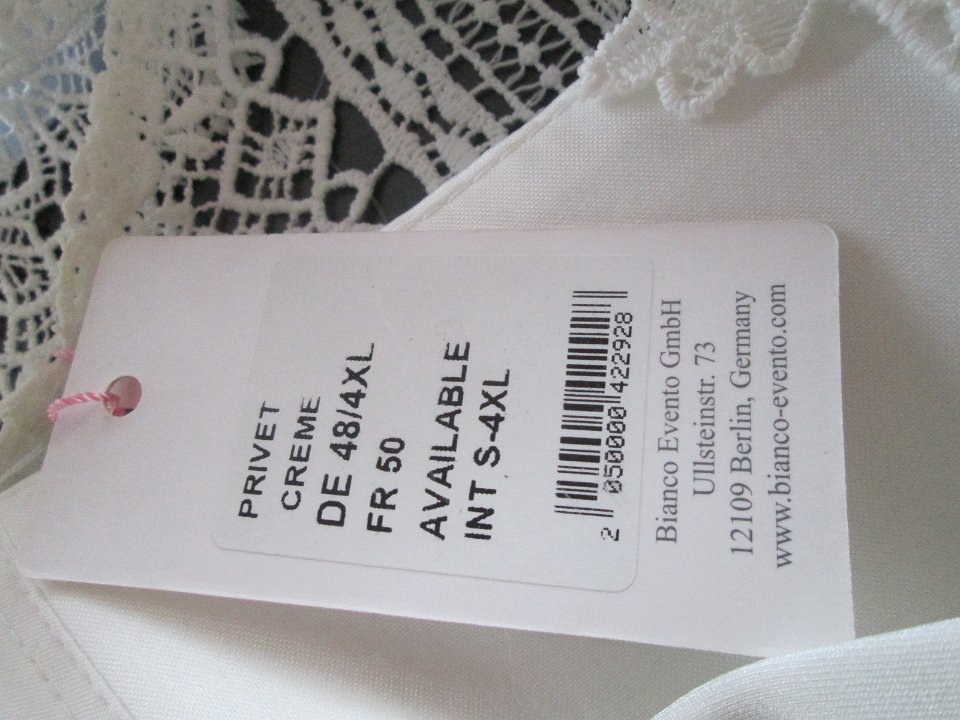 PRIVET
CREME
DE 48/4XL
FR 50
AVAILABLE
INT S-4XL
2 050000 422928
Bianco Evento GmbH
Ullsteinstr. 73
12109 Berlin, Germany
www.bianco-evento.com